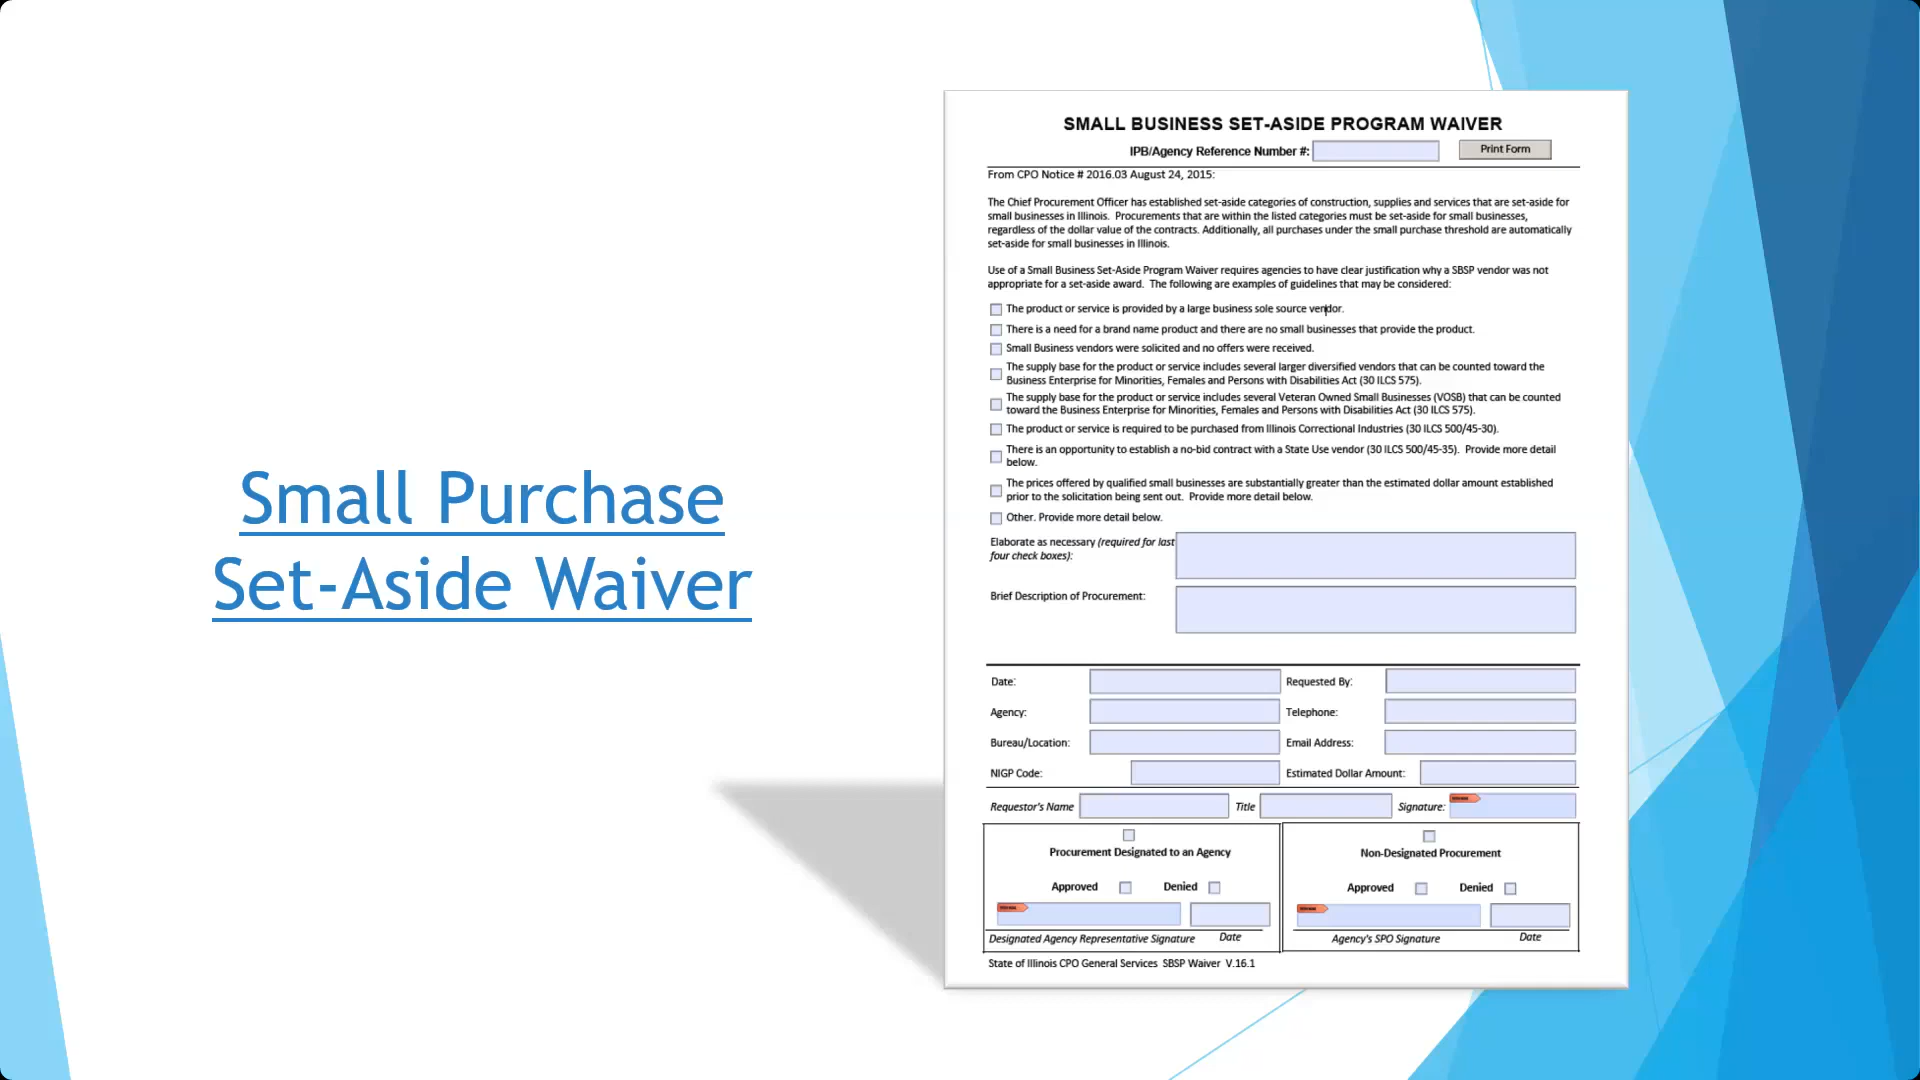 Small Purchase
Set-Aside Waiver
SMALL BUSINESS SET-ASIDE PROGRAM WAIVER
IPB/Agency Reference Number #:
Print Form
From CPO Notice # 2016.03 August 24, 2015:
The Chief Procurement Officer has established set-aside categories of construction, supplies and services that are set-aside for
small businesses in Illinois. Procurements that are within the listed categories must be set-aside for small businesses,
regardless of the dollar value of the contracts. Additionally, all purchases under the small purchase threshold are automatically
set-aside for small businesses in Illinois.
Use of a Small Business Set-Aside Program Waiver requires agencies to have clear justification why a SBSP vendor was not
appropriate for a set-aside award. The following are examples of guidelines that may be considered:
The product or service is provided by a large business sole source vendor.
There is a need for a brand name product and there are no small businesses that provide the product.
Small Business vendors were solicited and no offers were received.
The supply base for the product or service includes several larger diversified vendors that can be counted toward the
Business Enterprise for Minorities, Females and Persons with Disabilities Act (30 ILCS 575).
The supply base for the product or service includes several Veteran Owned Small Businesses (VOSB) that can be counted
toward the Business Enterprise for Minorities, Females and Persons with Disabilities Act (30 ILCS 575).
The product or service is required to be purchased from Illinois Correctional Industries (30 ILCS 500/45-30).
There is an opportunity to establish a no-bid contract with a State Use vendor (30 ILCS 500/45-35). Provide more detail
below.
The prices offered by qualified small businesses are substantially greater than the estimated dollar amount established
prior to the solicitation being sent out. Provide more detail below.
Other. Provide more detail below.
Elaborate as necessary (required for last
four check boxes):
Brief Description of Procurement:
Date: Requested By:
Agency: Telephone:
Bureau/Location: Email Address:
NIGP Code: Estimated Dollar Amount:
Requestor's Name Title Signature:
Procurement Designated to an Agency
Approved Denied
Designated Agency Representative Signature Date
Non-Designated Procurement
Approved Denied
Agency's SPO Signature Date
State of Illinois CPO General Services SBSP Waiver V.16.1